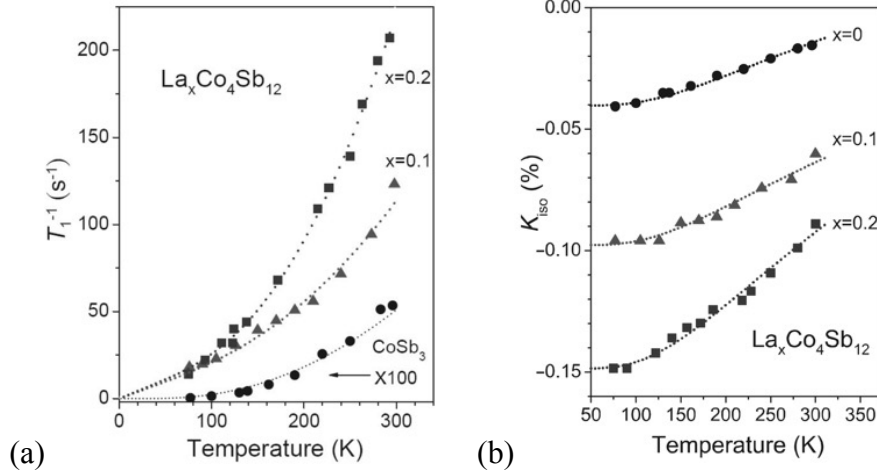 200
150
100
50
0
T₁⁻¹ (s⁻¹)
LaₓCo₄Sb₁₂
x=0.2
x=0.1
CoSb₃
X100
0 100 200 300
Temperature (K)
(a)
0.00
−0.05
−0.10
−0.15
K_iso (%)
x=0
x=0.1
x=0.2
LaₓCo₄Sb₁₂
50 100 150 200 250 300 350
Temperature (K)
(b)